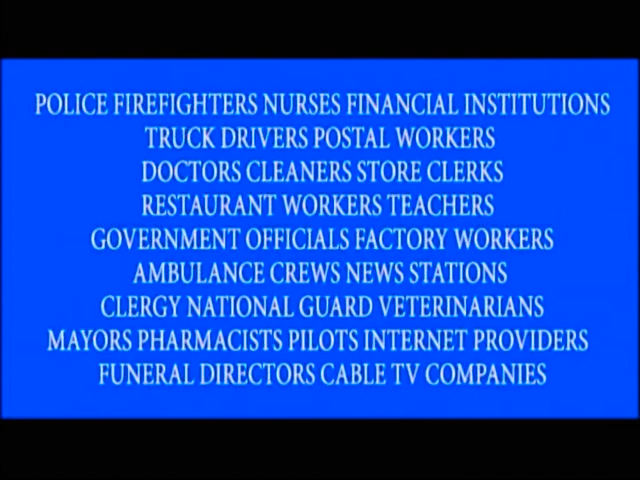 POLICE FIREFIGHTERS NURSES FINANCIAL INSTITUTIONS
TRUCK DRIVERS POSTAL WORKERS
DOCTORS CLEANERS STORE CLERKS
RESTAURANT WORKERS TEACHERS
GOVERNMENT OFFICIALS FACTORY WORKERS
AMBULANCE CREWS NEWS STATIONS
CLERGY NATIONAL GUARD VETERINARIANS
MAYORS PHARMACISTS PILOTS INTERNET PROVIDERS
FUNERAL DIRECTORS CABLE TV COMPANIES